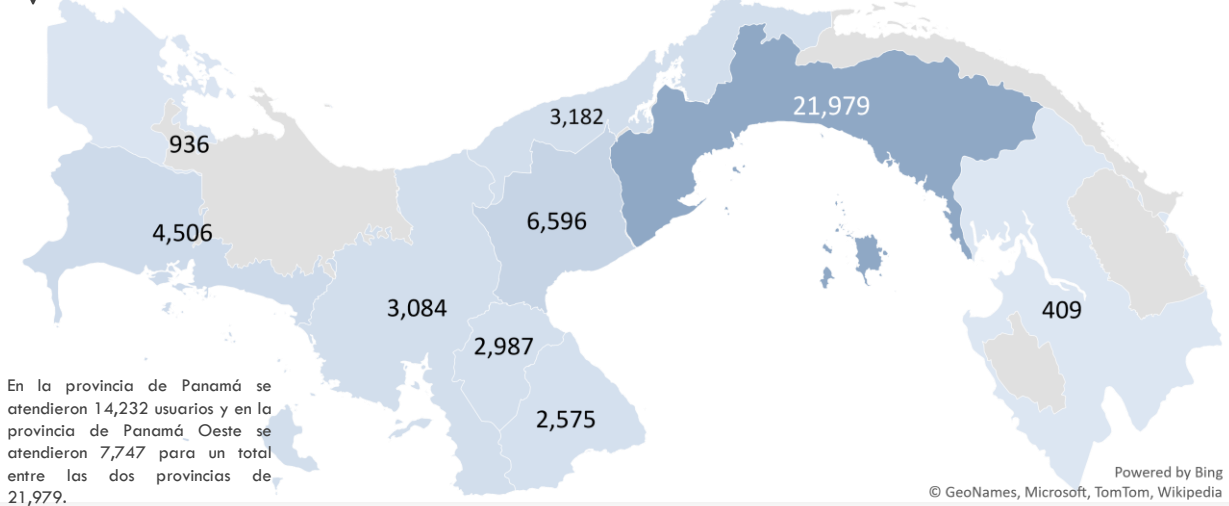 21,979
3,182
936
6,596
4,506
3,084
409
2,987
2,575
En la provincia de Panamá se
atendieron 14,232 usuarios y en la
provincia de Panamá Oeste se
atendieron 7,747 para un total
entre las dos provincias de
21,979.
Powered by Bing
© GeoNames, Microsoft, TomTom, Wikipedia